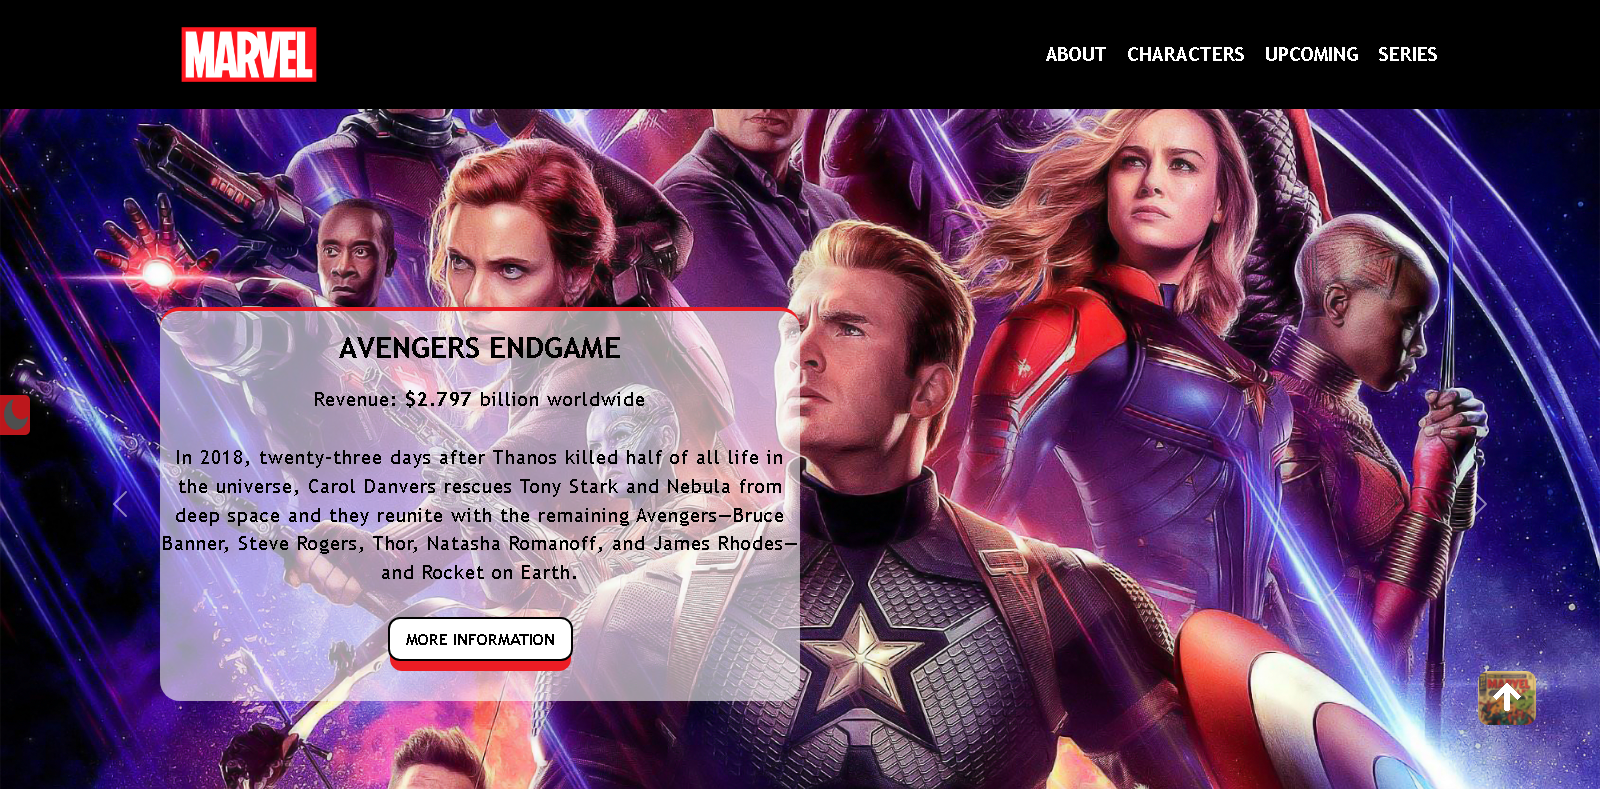 MARVEL
ABOUT CHARACTERS UPCOMING SERIES
AVENGERS ENDGAME
Revenue: $2.797 billion worldwide
In 2018, twenty-three days after Thanos killed half of all life in
the universe, Carol Danvers rescues Tony Stark and Nebula from
deep space and they reunite with the remaining Avengers—Bruce
Banner, Steve Rogers, Thor, Natasha Romanoff, and James Rhodes—
and Rocket on Earth.
MORE INFORMATION
MARVEL